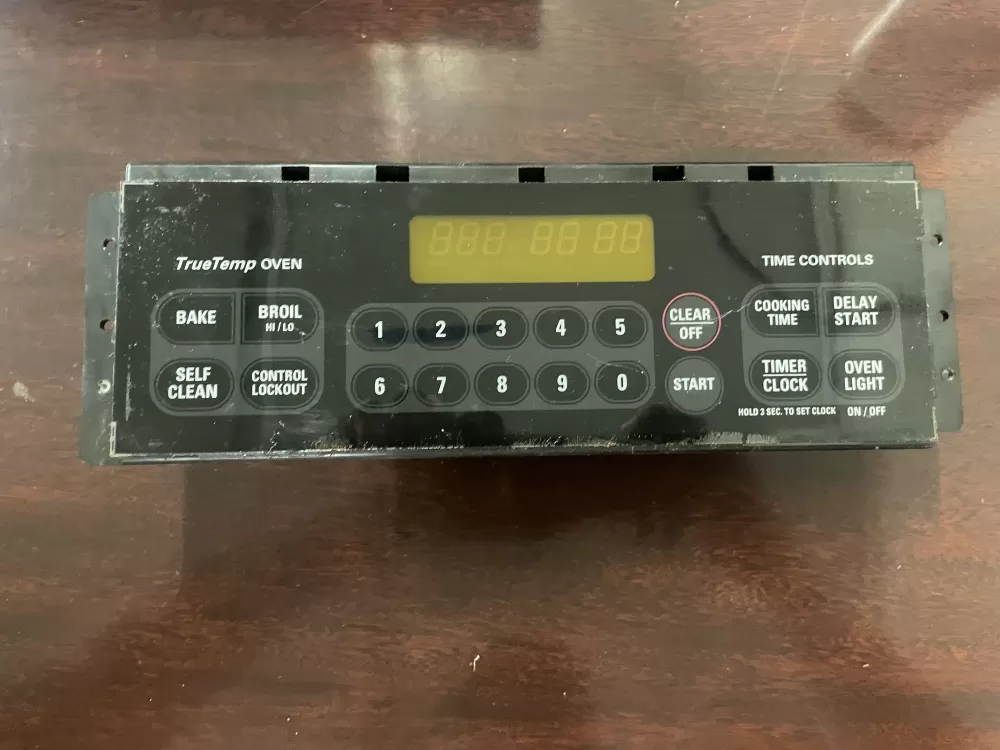 888 88 88
TrueTemp OVEN
TIME CONTROLS
BAKE
BROIL
HI / LO
SELF
CLEAN
CONTROL
LOCKOUT
1 2 3 4 5
6 7 8 9 0
CLEAR
OFF
START
COOKING
TIME
DELAY
START
TIMER
CLOCK
OVEN
LIGHT
HOLD 3 SEC. TO SET CLOCK
ON / OFF